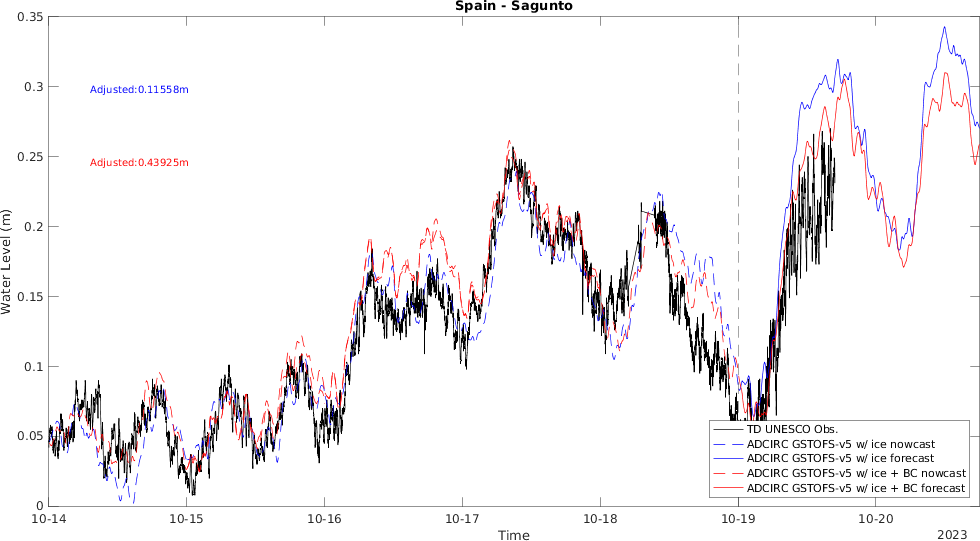 Spain - Sagunto
0.35
0.3
0.25
0.2
0.15
0.1
0.05
0
Water Level (m)
Adjusted:0.11558m
Adjusted:0.43925m
TD UNESCO Obs.
ADCIRC GSTOFS-v5 w/ ice nowcast
ADCIRC GSTOFS-v5 w/ ice forecast
ADCIRC GSTOFS-v5 w/ ice + BC nowcast
ADCIRC GSTOFS-v5 w/ ice + BC forecast
10-14 10-15 10-16 10-17 10-18 10-19 10-20
Time
2023